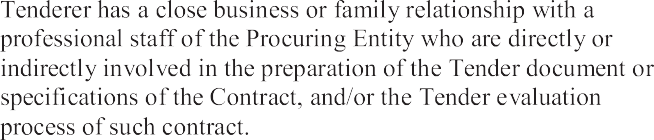 Tenderer has a close business or family relationship with a
professional staff of the Procuring Entity who are directly or
indirectly involved in the preparation of the Tender document or
specifications of the Contract, and/or the Tender evaluation
process of such contract.